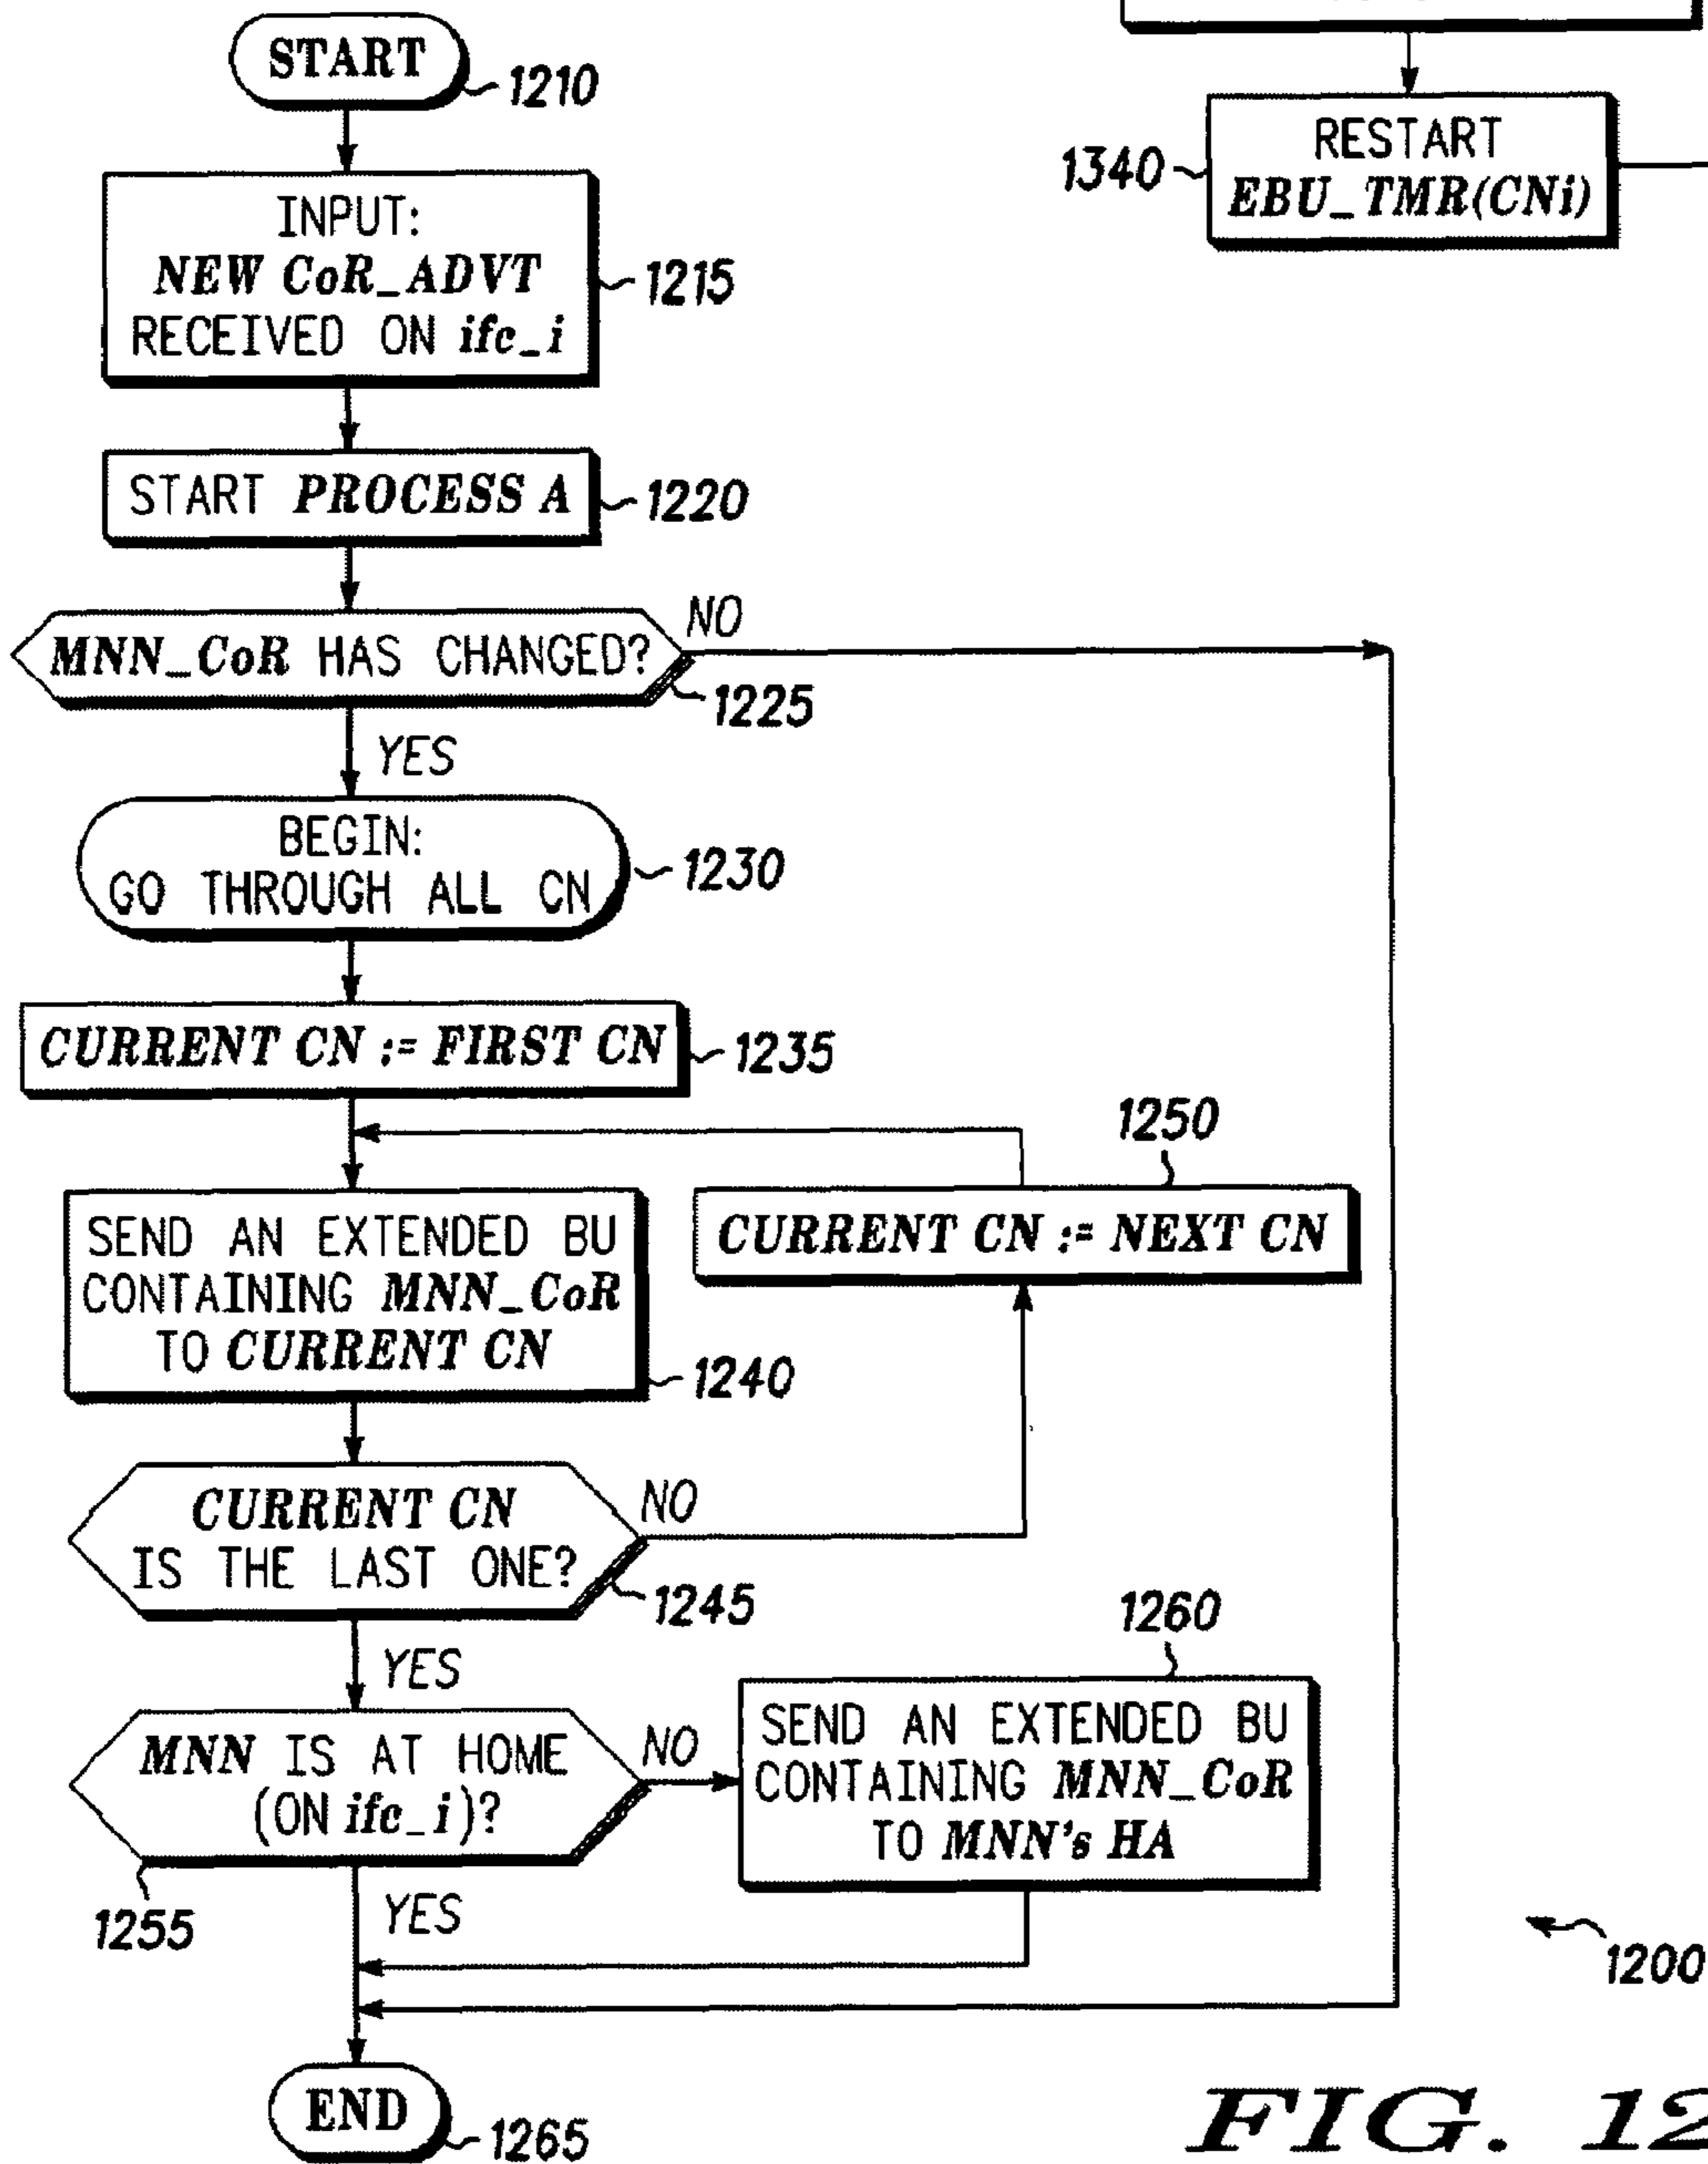 START
1210
INPUT:
NEW CoR_ADVT
RECEIVED ON ifc_i
1215
START PROCESS A
1220
MNN_CoR HAS CHANGED?
NO
1225
YES
BEGIN:
GO THROUGH ALL CN
1230
CURRENT CN := FIRST CN
1235
1250
CURRENT CN := NEXT CN
SEND AN EXTENDED BU
CONTAINING MNN_CoR
TO CURRENT CN
1240
CURRENT CN
IS THE LAST ONE?
NO
1245
YES
1260
MNN IS AT HOME
(ON ifc_i)?
NO
SEND AN EXTENDED BU
CONTAINING MNN_CoR
TO MNN's HA
1255
YES
END
1265
1340
RESTART
EBU_TMR(CNi)
1200
FIG. 12